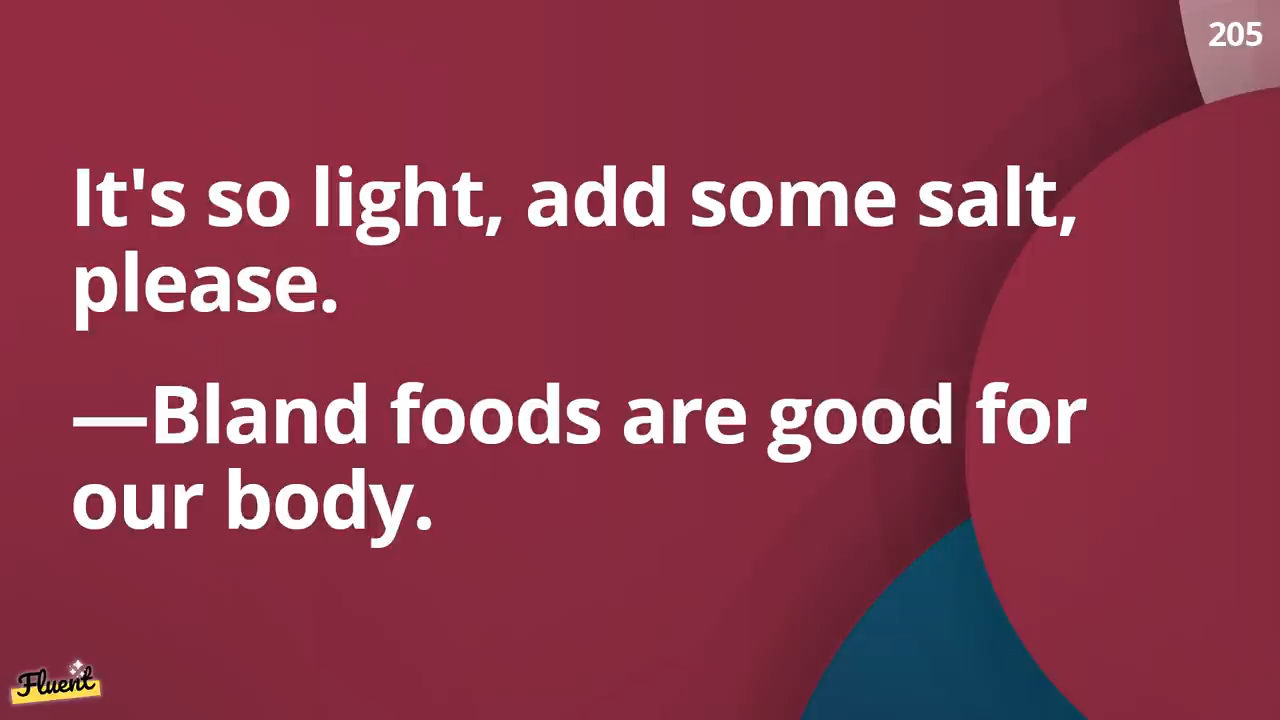 205
It's so light, add some salt,
please.
—Bland foods are good for
our body.
Fluent